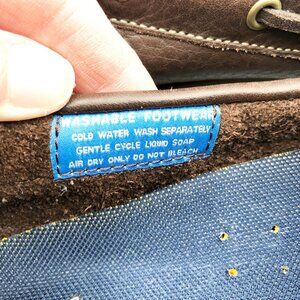 WASHABLE FOOTWEAR
COLD WATER WASH SEPARATELY
GENTLE CYCLE LIQUID SOAP
AIR DRY ONLY DO NOT BLEACH